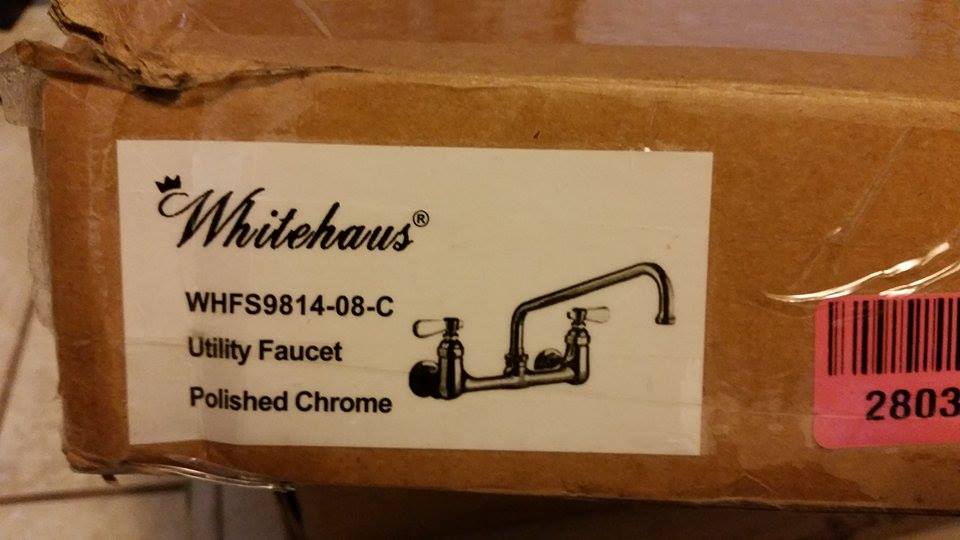 Whitehaus®
WHFS9814-08-C
Utility Faucet
Polished Chrome
2803